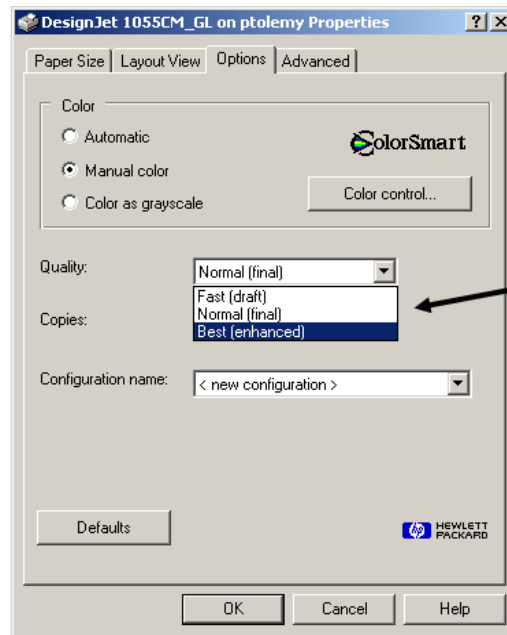 DesignJet 1055CM_GL on ptolemy Properties
Paper Size Layout View Options Advanced
Color
Automatic
Manual color
Color as grayscale
ColorSmart
Color control...
Quality:
Normal (final)
Fast (draft)
Normal (final)
Best (enhanced)
Copies:
Configuration name:
< new configuration >
Defaults
hp HEWLETT
PACKARD
OK Cancel Help